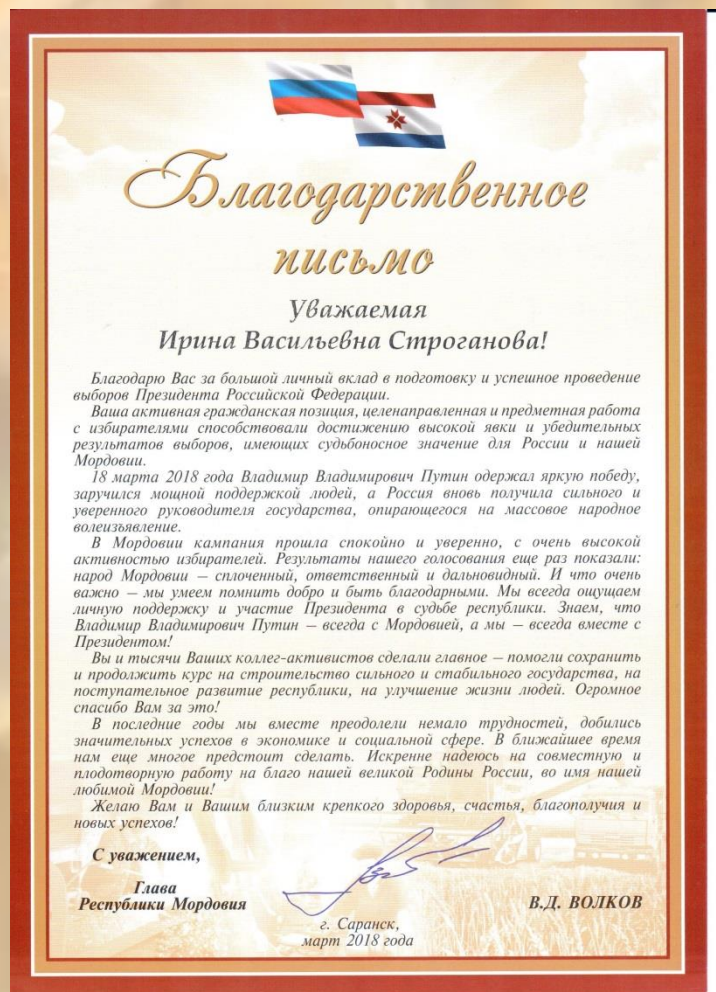 Благодарственное
письмо
Уважаемая
Ирина Васильевна Строганова!
Благодарю Вас за большой личный вклад в подготовку и успешное проведение
выборов Президента Российской Федерации.
Ваша активная гражданская позиция, целенаправленная и предметная работа
с избирателями способствовали достижению высокой явки и убедительных
результатов выборов, имеющих судьбоносное значение для России и нашей
Мордовии.
18 марта 2018 года Владимир Владимирович Путин одержал яркую победу,
заручился мощной поддержкой людей, а Россия вновь получила сильного и
уверенного руководителя государства, опирающегося на массовое народное
волеизъявление.
В Мордовии кампания прошла спокойно и уверенно, с очень высокой
активностью избирателей. Результаты нашего голосования еще раз показали:
народ Мордовии – сплоченный, ответственный и дальновидный. И что очень
важно – мы умеем помнить добро и быть благодарными. Мы всегда ощущаем
личную поддержку и участие Президента в судьбе республики. Знаем, что
Владимир Владимирович Путин – всегда с Мордовией, а мы – всегда вместе с
Президентом!
Вы и тысячи Ваших коллег-активистов сделали главное – помогли сохранить
и продолжить курс на строительство сильного и стабильного государства, на
поступательное развитие республики, на улучшение жизни людей. Огромное
спасибо Вам за это!
В последние годы мы вместе преодолели немало трудностей, добились
значительных успехов в экономике и социальной сфере. В ближайшее время
нам еще многое предстоит сделать. Искренне надеюсь на совместную и
плодотворную работу на благо нашей великой Родины России, во имя нашей
любимой Мордовии!
Желаю Вам и Вашим близким крепкого здоровья, счастья, благополучия и
новых успехов!
С уважением,
Глава
Республики Мордовия
В.Д. ВОЛКОВ
г. Саранск,
март 2018 года